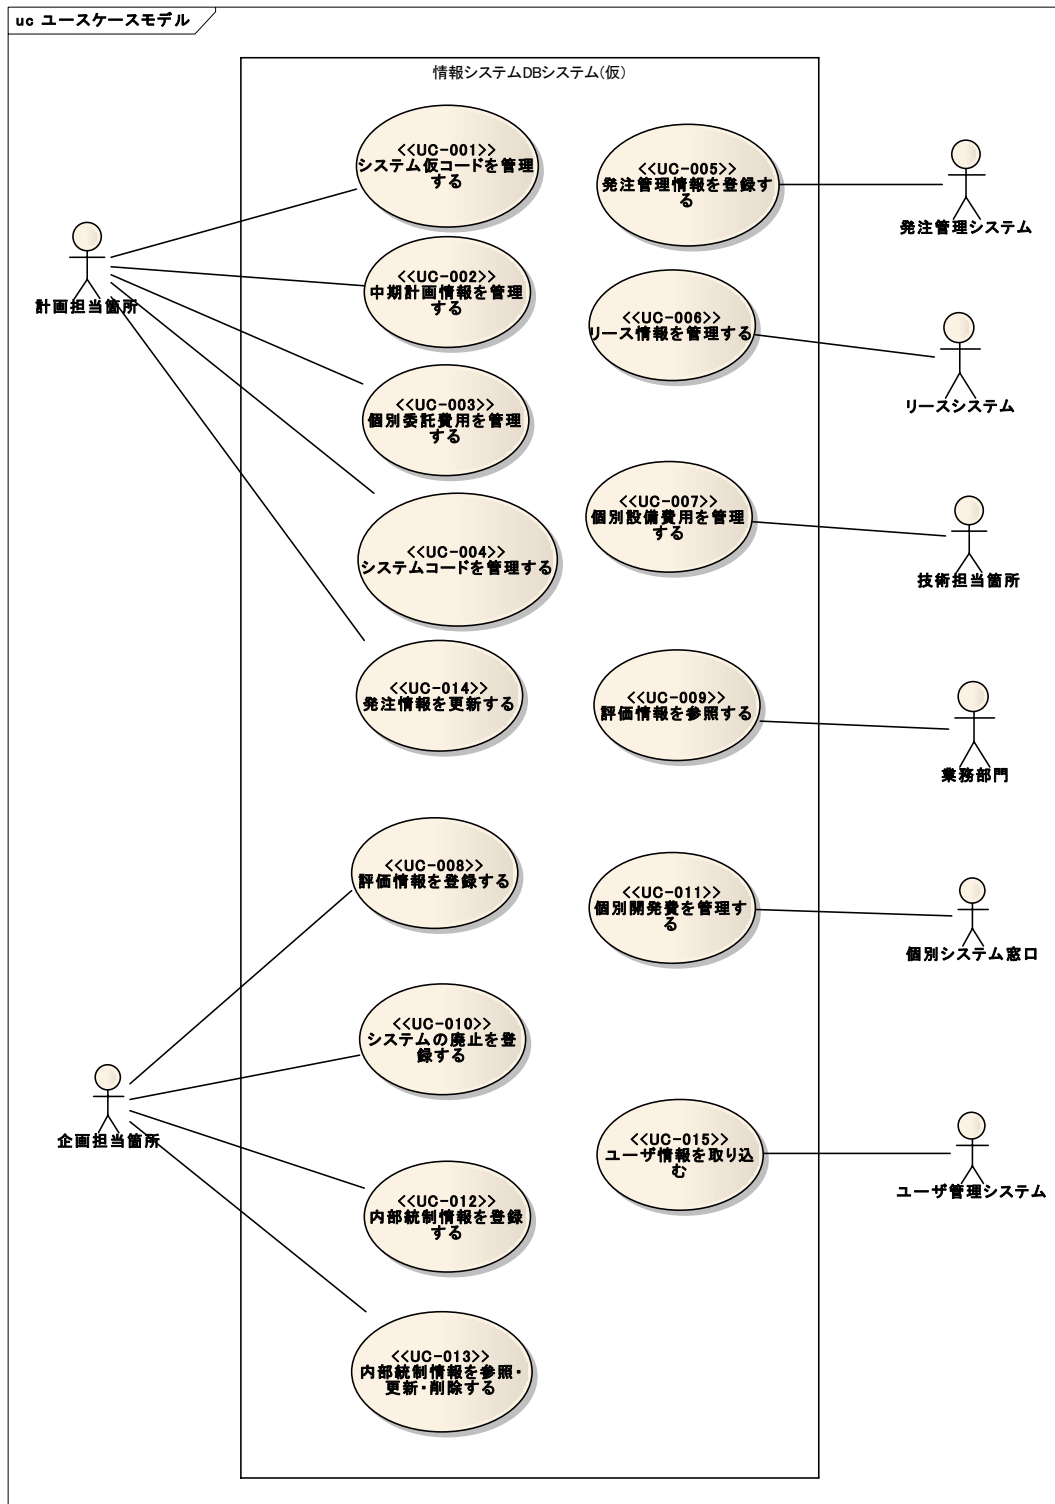 uc ユースケースモデル
情報システムDBシステム(仮)
<<UC-001>>
システム仮コードを管理
する
<<UC-005>>
発注管理情報を登録す
る
発注管理システム
計画担当箇所
<<UC-002>>
中期計画情報を管理
する
<<UC-006>>
リース情報を管理する
リースシステム
<<UC-003>>
個別委託費用を管理
する
<<UC-007>>
個別設備費用を管理
する
技術担当箇所
<<UC-004>>
システムコードを管理する
<<UC-014>>
発注情報を更新する
<<UC-009>>
評価情報を参照する
業務部門
<<UC-008>>
評価情報を登録する
<<UC-011>>
個別開発費を管理す
る
個別システム窓口
<<UC-010>>
システムの廃止を登
録する
企画担当箇所
<<UC-015>>
ユーザ情報を取り込
む
ユーザ管理システム
<<UC-012>>
内部統制情報を登録
する
<<UC-013>>
内部統制情報を参照・
更新・削除する